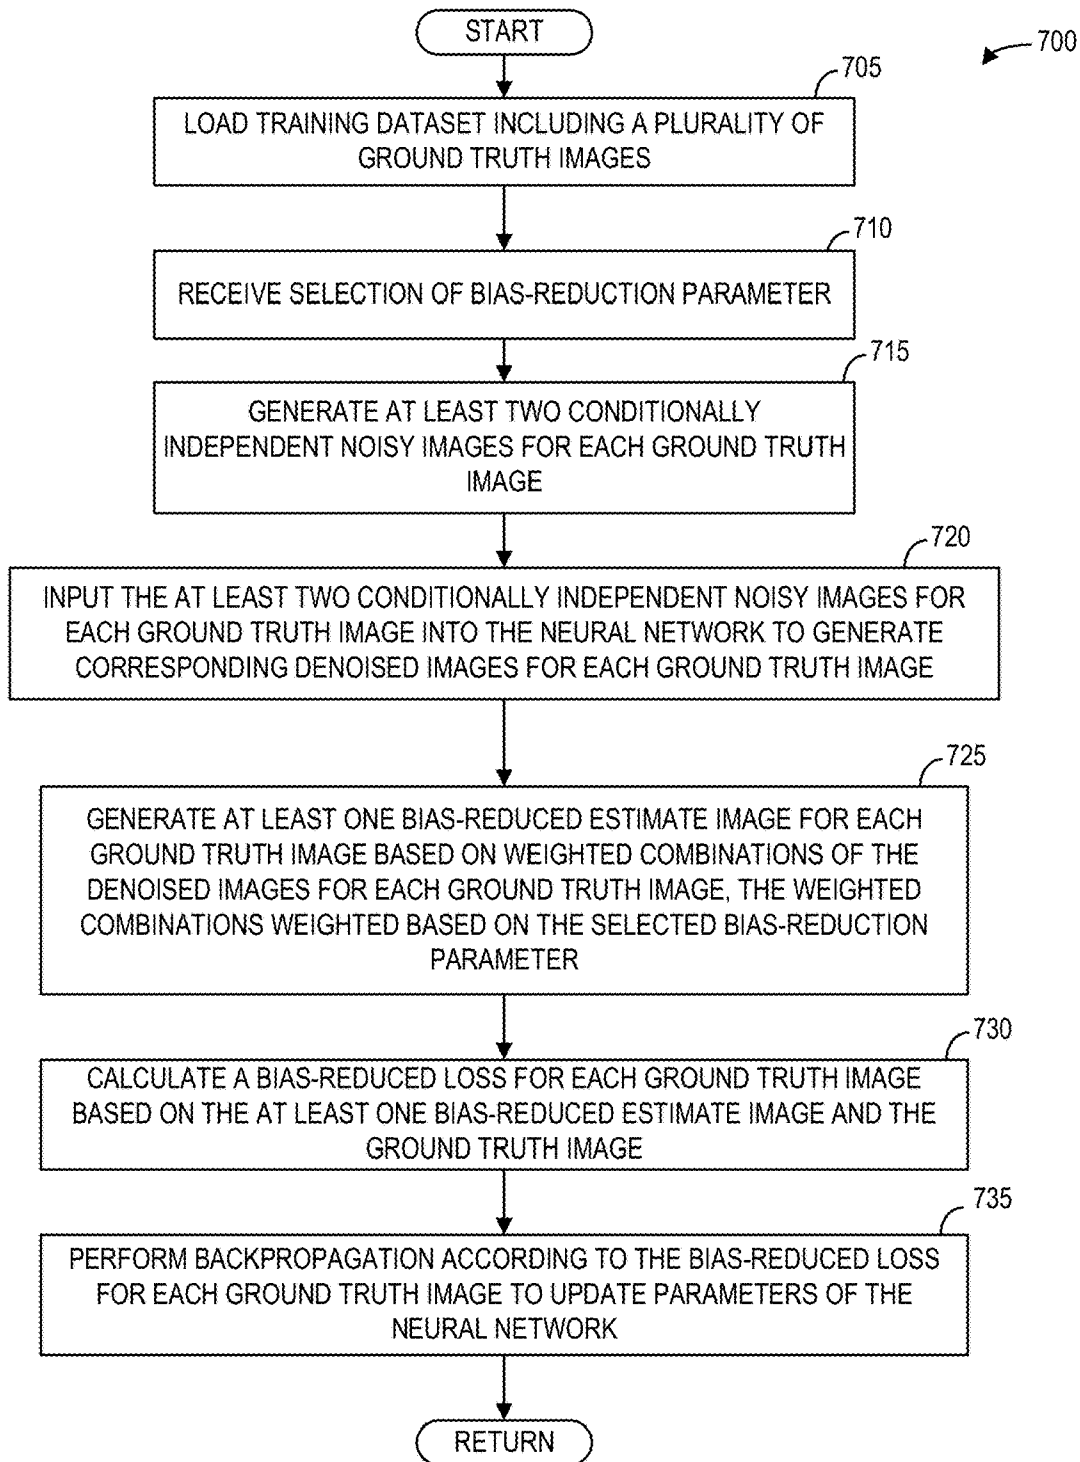 START
700
705
LOAD TRAINING DATASET INCLUDING A PLURALITY OF
GROUND TRUTH IMAGES
710
RECEIVE SELECTION OF BIAS-REDUCTION PARAMETER
715
GENERATE AT LEAST TWO CONDITIONALLY
INDEPENDENT NOISY IMAGES FOR EACH GROUND TRUTH
IMAGE
720
INPUT THE AT LEAST TWO CONDITIONALLY INDEPENDENT NOISY IMAGES FOR
EACH GROUND TRUTH IMAGE INTO THE NEURAL NETWORK TO GENERATE
CORRESPONDING DENOISED IMAGES FOR EACH GROUND TRUTH IMAGE
725
GENERATE AT LEAST ONE BIAS-REDUCED ESTIMATE IMAGE FOR EACH
GROUND TRUTH IMAGE BASED ON WEIGHTED COMBINATIONS OF THE
DENOISED IMAGES FOR EACH GROUND TRUTH IMAGE, THE WEIGHTED
COMBINATIONS WEIGHTED BASED ON THE SELECTED BIAS-REDUCTION
PARAMETER
730
CALCULATE A BIAS-REDUCED LOSS FOR EACH GROUND TRUTH IMAGE
BASED ON THE AT LEAST ONE BIAS-REDUCED ESTIMATE IMAGE AND THE
GROUND TRUTH IMAGE
735
PERFORM BACKPROPAGATION ACCORDING TO THE BIAS-REDUCED LOSS
FOR EACH GROUND TRUTH IMAGE TO UPDATE PARAMETERS OF THE
NEURAL NETWORK
RETURN